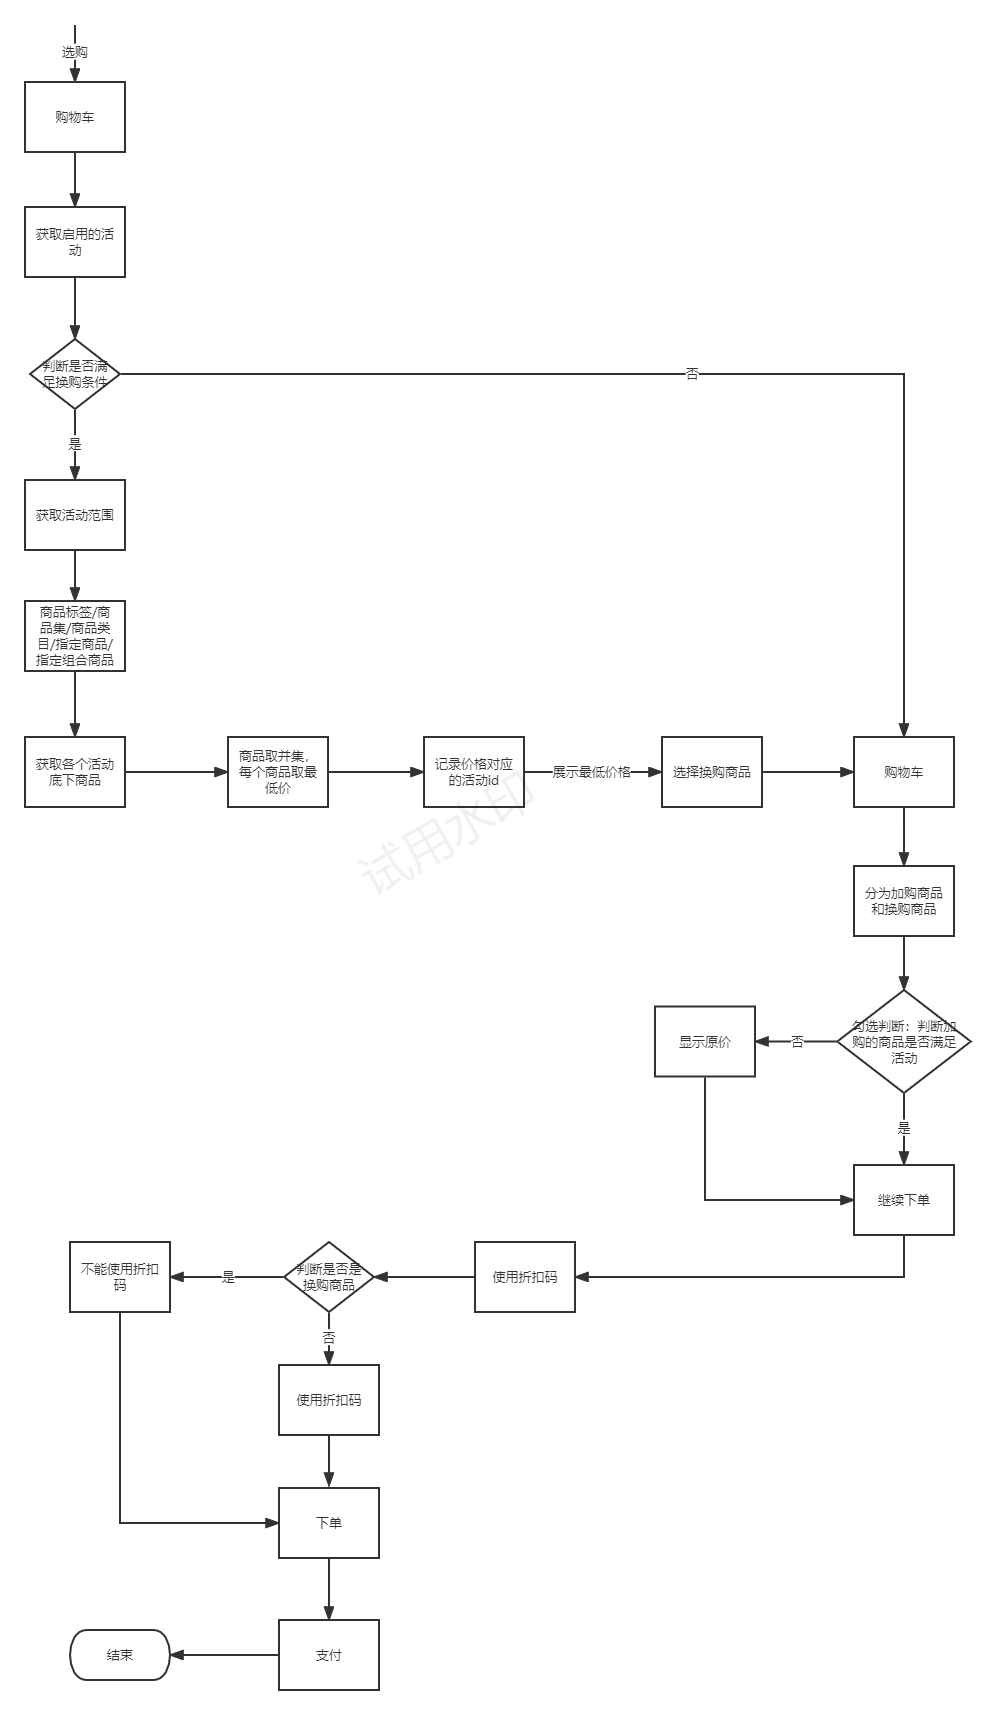 选购
购物车
获取启用的活
动
判断是否满
足换购条件
否
是
获取活动范围
商品标签/商
品集/商品类
目/指定商品/
指定组合商品
获取各个活动
底下商品
商品取并集，
每个商品取最
低价
记录价格对应
的活动id
展示最低价格
选择换购商品
购物车
试用水印
分为加购商品
和换购商品
勾选判断：判断加
购的商品是否满足
活动
否
显示原价
是
继续下单
使用折扣码
判断是否是
换购商品
是
不能使用折扣
码
否
使用折扣码
下单
支付
结束